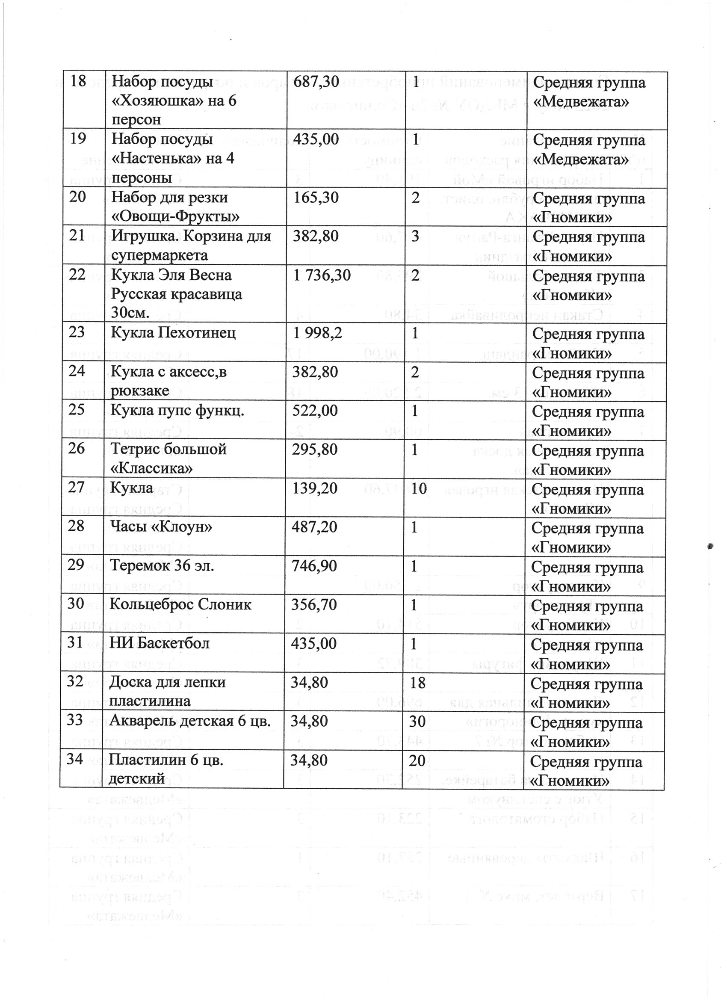 18 Набор посуды 687,30 1 Средняя группа
«Хозяюшка» на 6 «Медвежата»
персон
19 Набор посуды 435,00 1 Средняя группа
«Настенька» на 4 «Медвежата»
персоны
20 Набор для резки 165,30 2 Средняя группа
«Овощи-Фрукты» «Гномики»
21 Игрушка. Корзина для 382,80 3 Средняя группа
супермаркета «Гномики»
22 Кукла Эля Весна 1 736,30 2 Средняя группа
Русская красавица «Гномики»
30см.
23 Кукла Пехотинец 1 998,2 1 Средняя группа
«Гномики»
24 Кукла с аксесс,в 382,80 2 Средняя группа
рюкзаке «Гномики»
25 Кукла пупс функц. 522,00 1 Средняя группа
«Гномики»
26 Тетрис большой 295,80 1 Средняя группа
«Классика» «Гномики»
27 Кукла 139,20 10 Средняя группа
«Гномики»
28 Часы «Клоун» 487,20 1 Средняя группа
«Гномики»
29 Теремок 36 эл. 746,90 1 Средняя группа
«Гномики»
30 Кольцеброс Слоник 356,70 1 Средняя группа
«Гномики»
31 НИ Баскетбол 435,00 1 Средняя группа
«Гномики»
32 Доска для лепки 34,80 18 Средняя группа
пластилина «Гномики»
33 Акварель детская 6 цв. 34,80 30 Средняя группа
«Гномики»
34 Пластилин 6 цв. 34,80 20 Средняя группа
детский «Гномики»